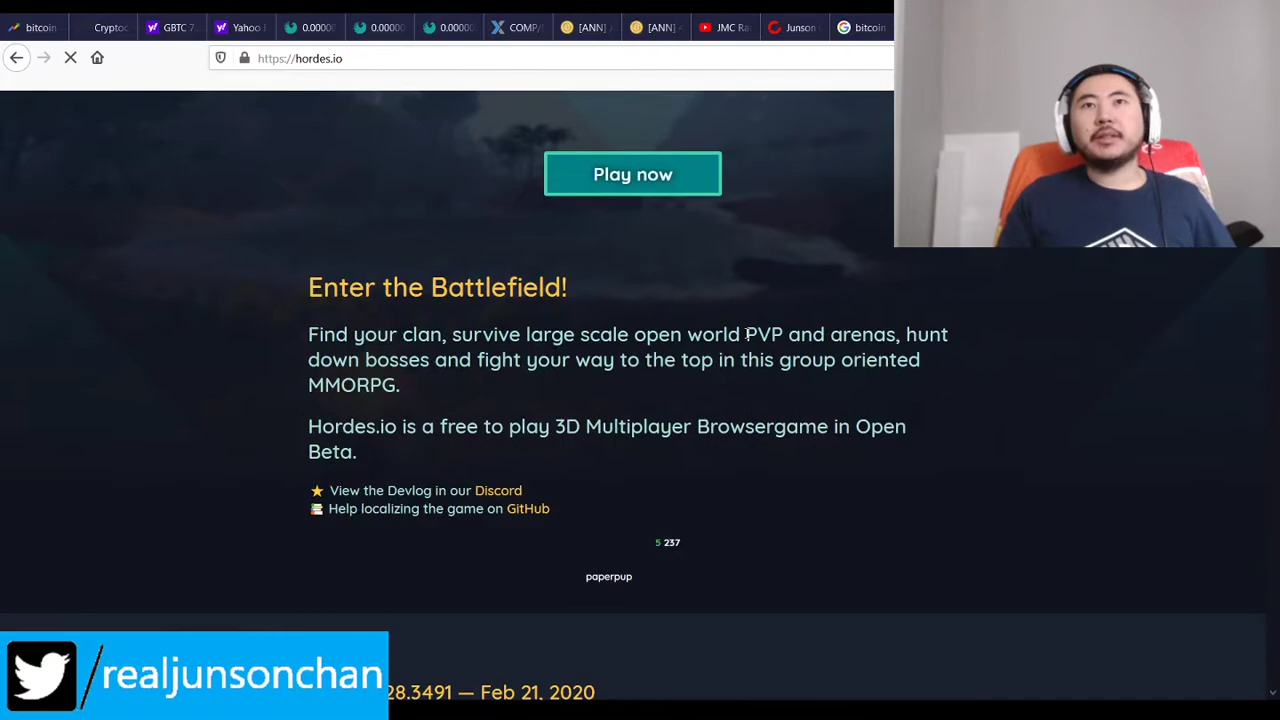 bitcoin
Cryptoc
GBTC 7.
Yahoo F
0.0000
0.0000
0.0000
COMP/
[ANN]
[ANN]
JMC Ra
Junson
bitcoin
https://hordes.io
Play now
Enter the Battlefield!
Find your clan, survive large scale open world PVP and arenas, hunt
down bosses and fight your way to the top in this group oriented
MMORPG.
Hordes.io is a free to play 3D Multiplayer Browsergame in Open
Beta.
View the Devlog in our Discord
Help localizing the game on GitHub
5 237
paperpup
/realjunsonchan
28.3491 — Feb 21, 2020